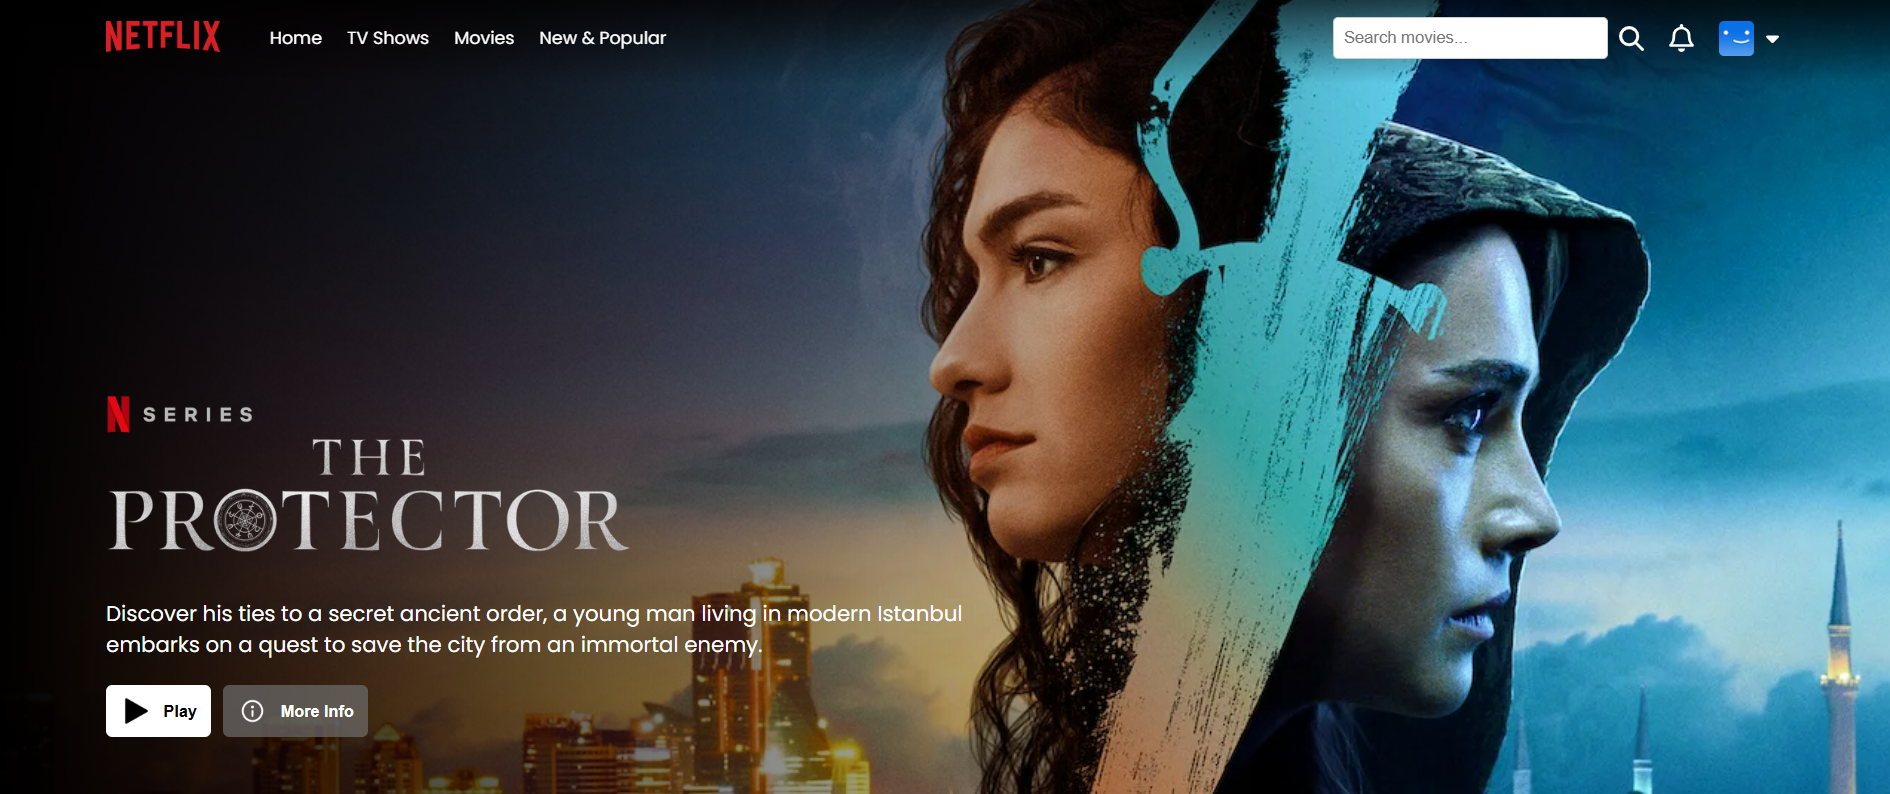 NETFLIX
Home TV Shows Movies New & Popular
Search movies...
N SERIES
THE
PROTECTOR
Discover his ties to a secret ancient order, a young man living in modern Istanbul
embarks on a quest to save the city from an immortal enemy.
Play
More Info